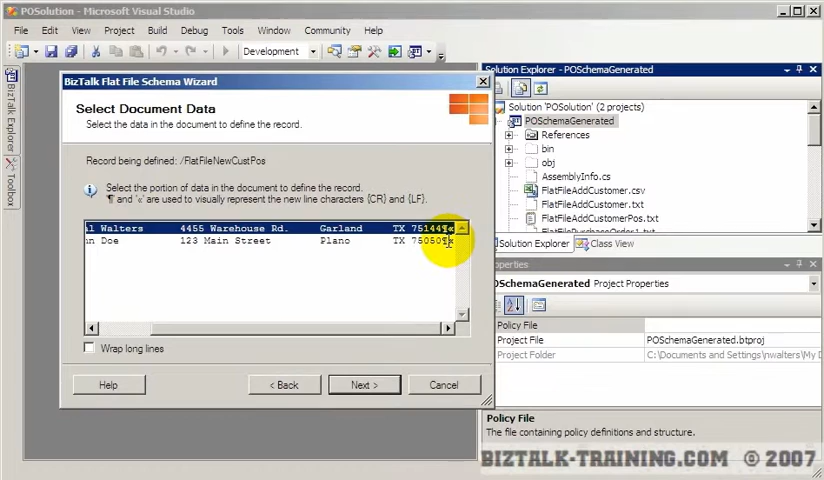 POSolution - Microsoft Visual Studio
File Edit View Project Build Debug Tools Window Community Help
Development
BizTalk Explorer
Toolbox
BizTalk Flat File Schema Wizard
Select Document Data
Select the data in the document to define the record.
Record being defined: /FlatFileNewCustPos
Select the portion of data in the document to define the record.
¶ and '«' are used to visually represent the new line characters {CR} and {LF}.
al Walters 4455 Warehouse Rd. Garland TX 75144¶«
nn Doe 123 Main Street Plano TX 75050¶«
Wrap long lines
Help
< Back
Next >
Cancel
Solution Explorer - POSchemaGenerated
Solution 'POSolution' (2 projects)
POSchemaGenerated
References
bin
obj
AssemblyInfo.cs
FlatFileAddCustomer.csv
FlatFileAddCustomerPos.txt
FlatFilePurchaseOrder1.txt
Solution Explorer Class View
Properties
POSchemaGenerated Project Properties
Policy File
Project File POSchemaGenerated.btproj
Project Folder C:\Documents and Settings\nwalters\My D
Policy File
The file containing policy definitions and structure.
BIZTALK-TRAINING.COM © 2007